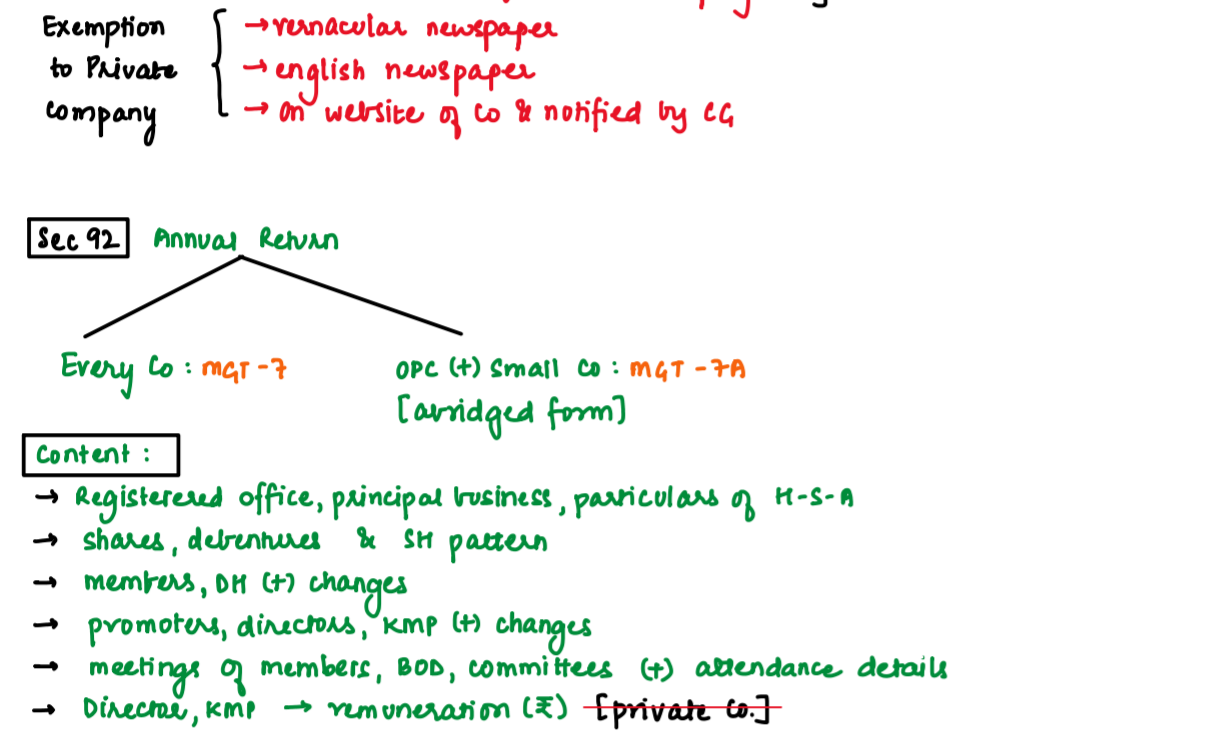 Exemption
to Private
company
→ vernacular newspaper
→ english newspaper
→ on website of Co & notified by CG
Sec 92 Annual Return
Every Co : MGT-7
OPC (+) Small Co : MGT-7A
[abridged form]
Content :
→ Registerered office, principal business, particulars of H-S-A
→ shares, debentures & SH pattern
→ members, DH (+) changes
→ promoters, directors, KMP (+) changes
→ meetings of members, BOD, committees (+) attendance details
→ Director, KMP → remuneration (₹) [private Co.]